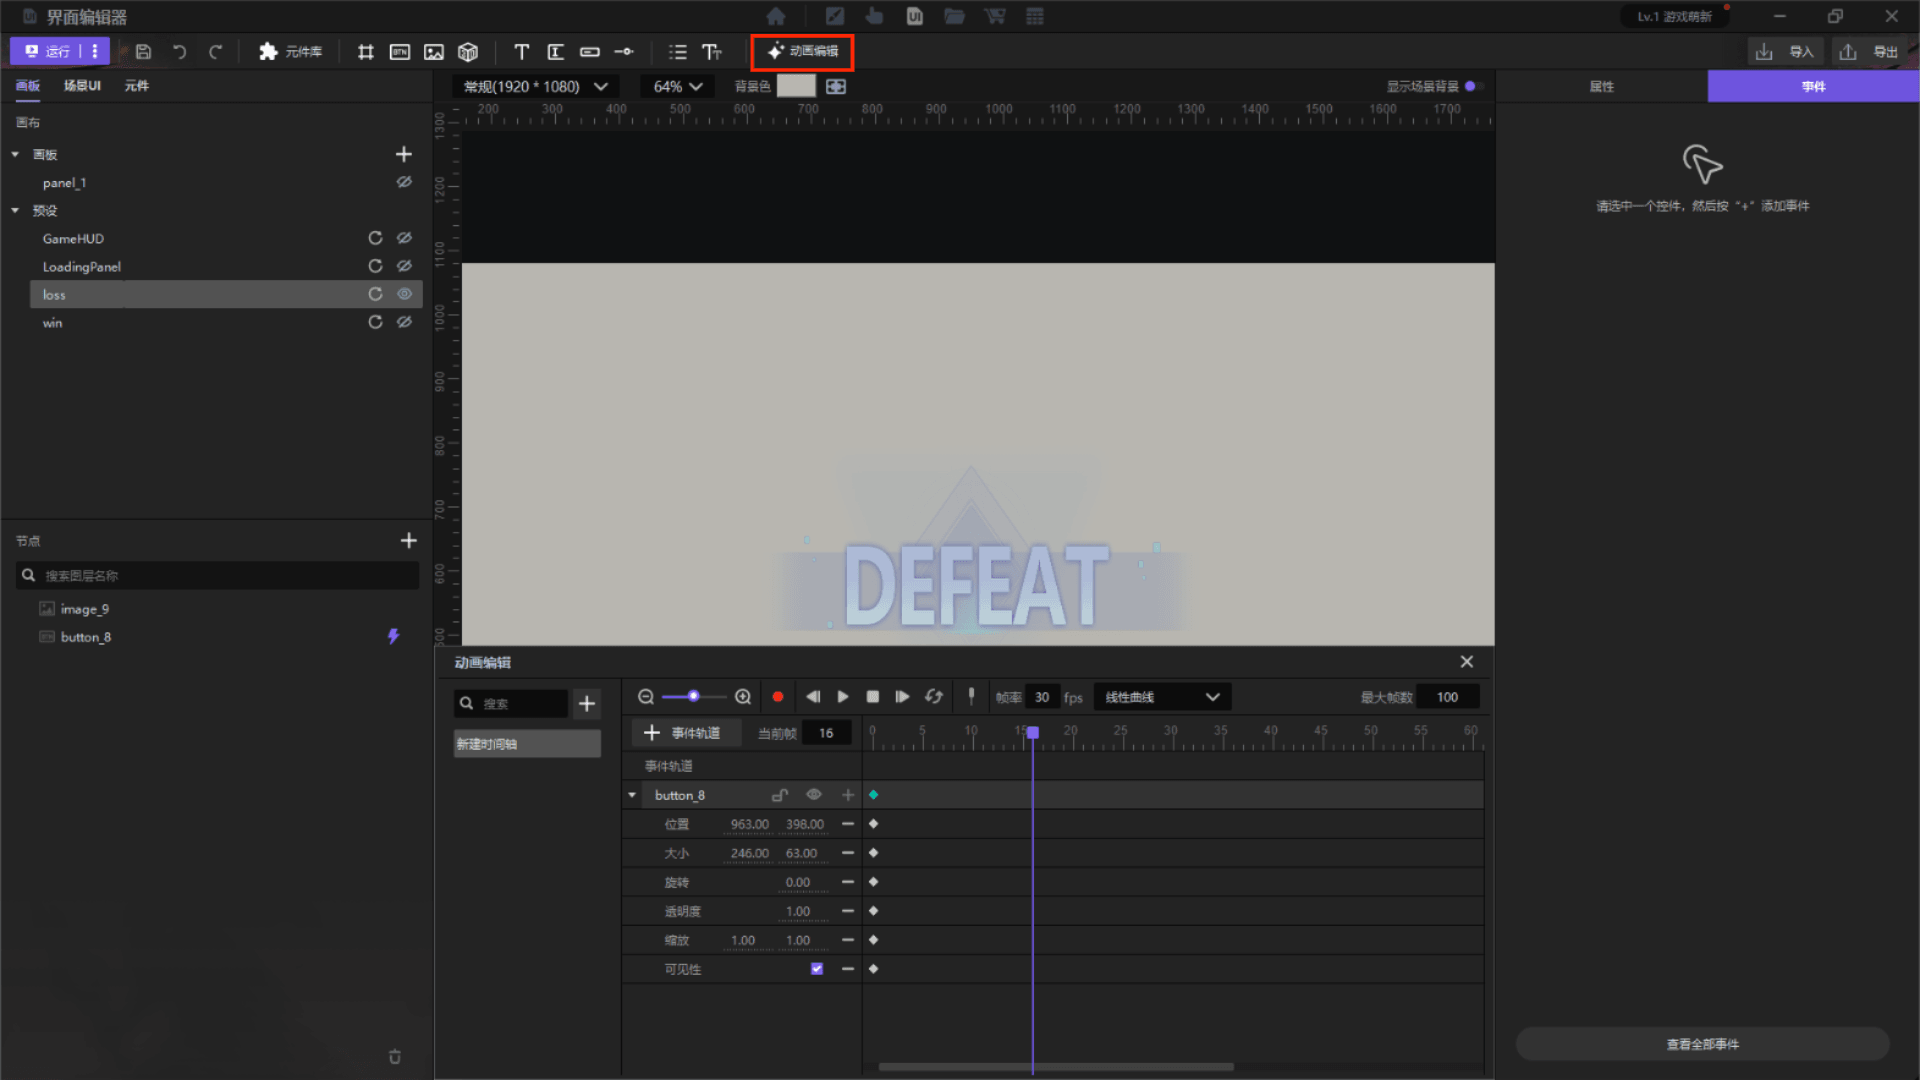 界面编辑器
Lv.1 游戏萌新
运行
元件库
BTN
动画编辑
导入
导出
画板 场景UI 元件
常规(1920 * 1080)
64%
背景色
显示场景背景
属性
事件
200 300 400 500 600 700 800 900 1000 1100 1200 1300 1400 1500 1600 1700
1300
1200
1100
1000
900
800
700
600
500
画布
画板
panel_1
预设
GameHUD
LoadingPanel
loss
win
请选中一个控件，然后按“+”添加事件
DEFEAT
节点
搜索图层名称
image_9
button_8
动画编辑
搜索
新建时间轴
帧率 30 fps
线性曲线
最大帧数 100
事件轨道
当前帧 16
0 5 10 15 20 25 30 35 40 45 50 55 60
事件轨道
button_8
位置 963.00 398.00
大小 246.00 63.00
旋转 0.00
透明度 1.00
缩放 1.00 1.00
可见性
查看全部事件